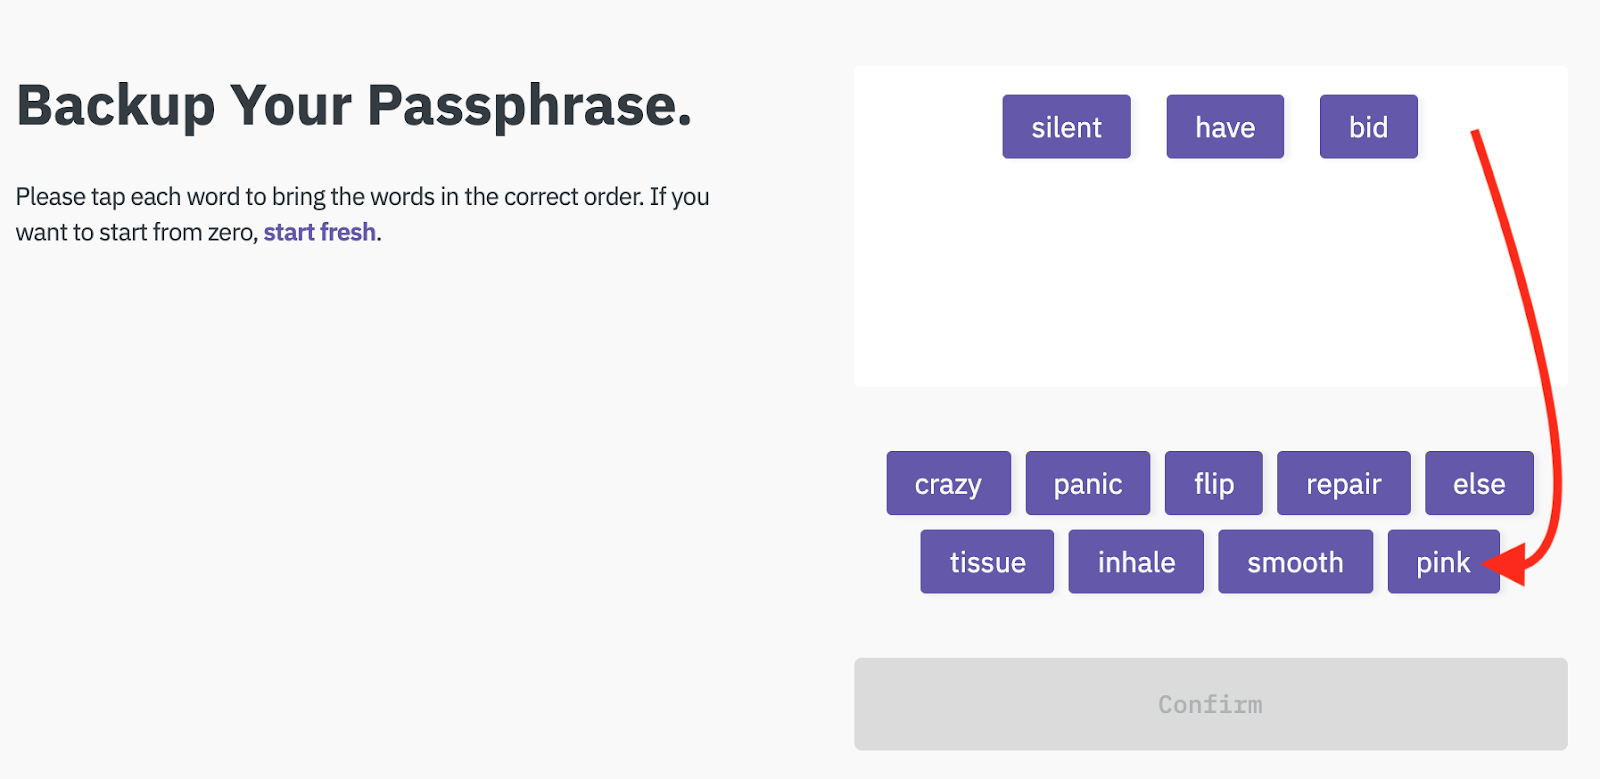 Backup Your Passphrase.
Please tap each word to bring the words in the correct order. If you
want to start from zero, start fresh.
silent have bid
crazy panic flip repair else
tissue inhale smooth pink
Confirm